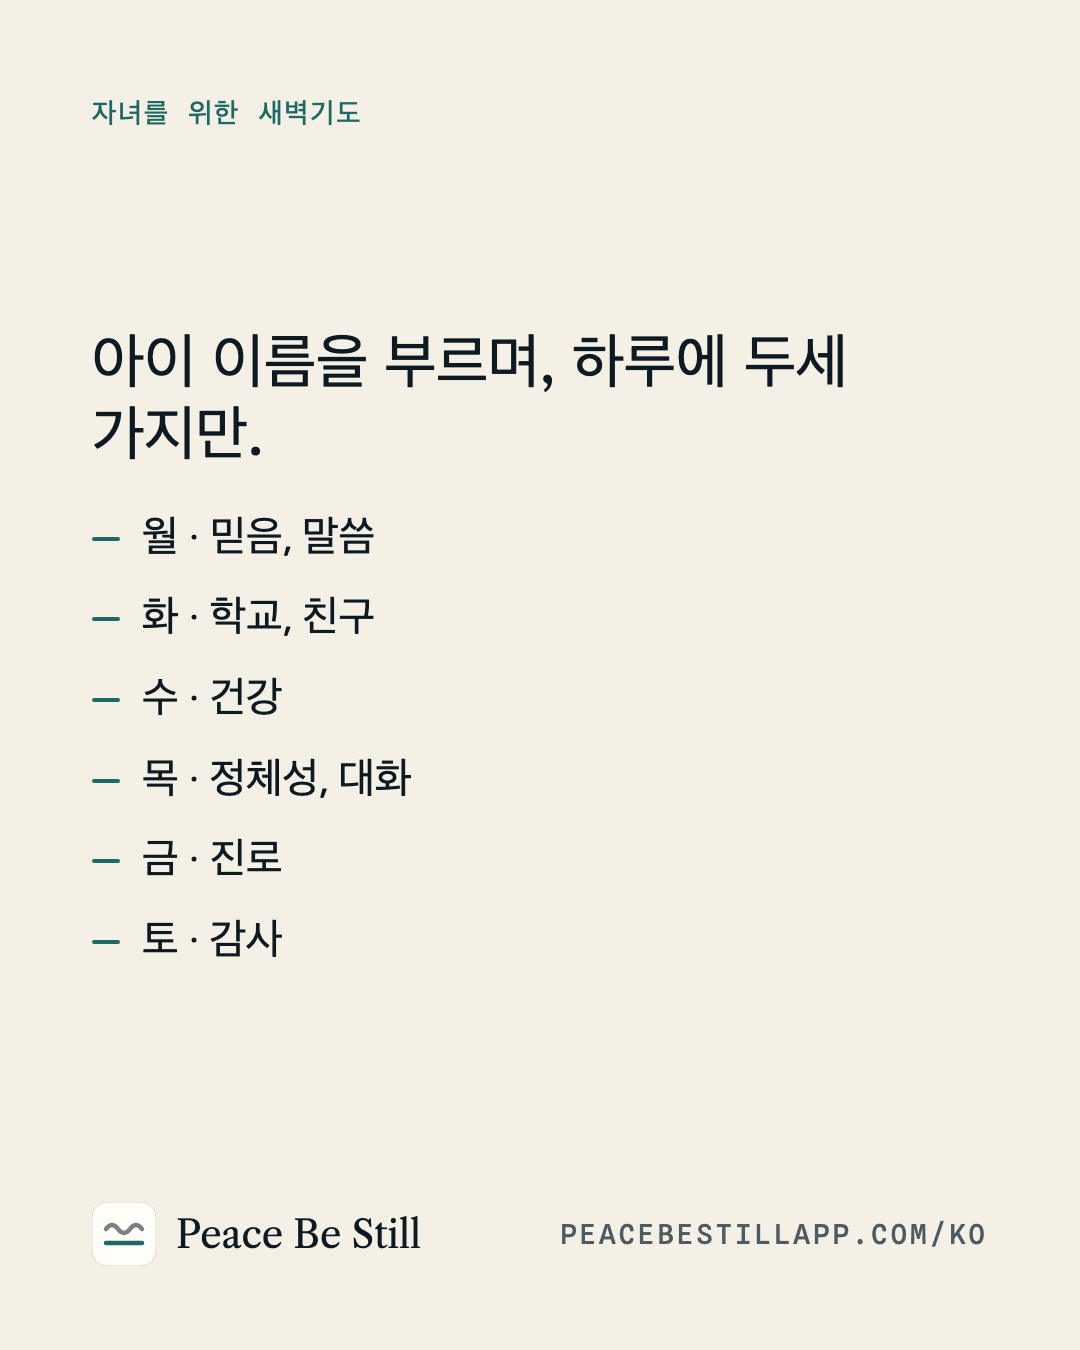 자녀를 위한 새벽기도
아이 이름을 부르며, 하루에 두세
가지만.
— 월 · 믿음, 말씀
— 화 · 학교, 친구
— 수 · 건강
— 목 · 정체성, 대화
— 금 · 진로
— 토 · 감사
Peace Be Still
PEACEBESTILLAPP.COM/KO